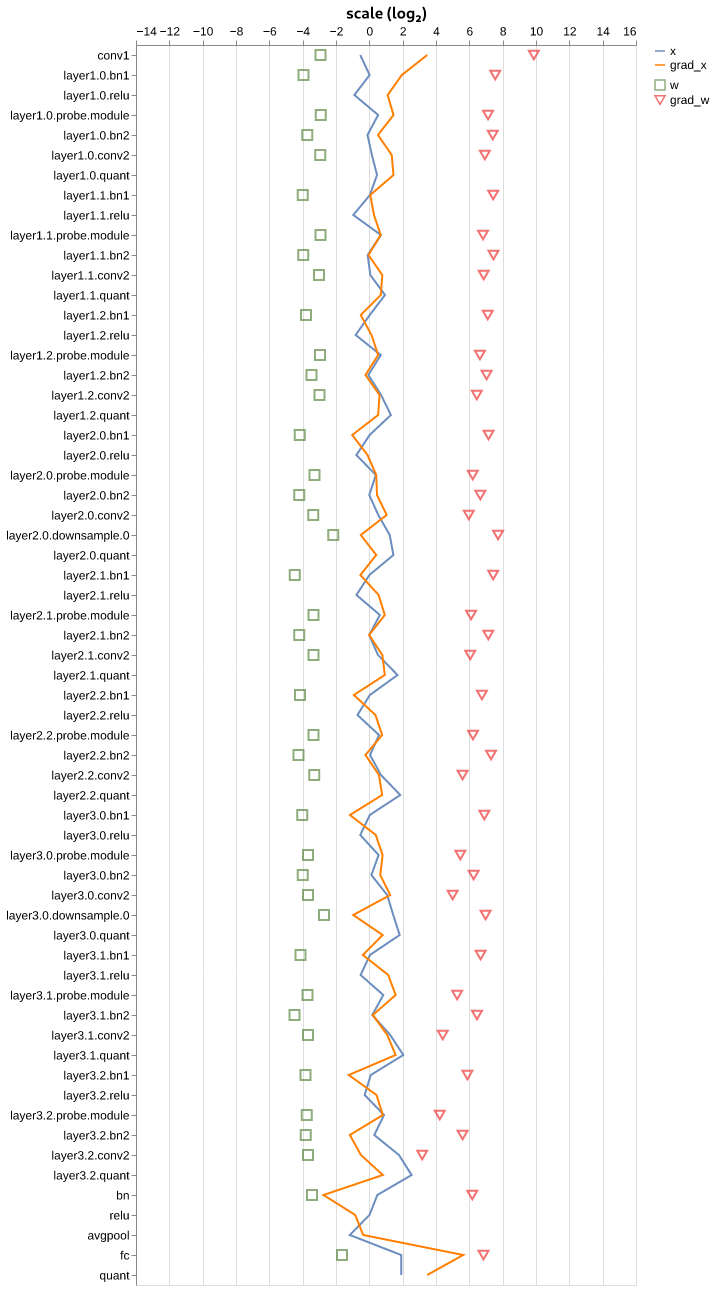 scale (log₂)
−14 −12 −10 −8 −6 −4 −2 0 2 4 6 8 10 12 14 16
x
grad_x
w
grad_w
conv1
layer1.0.bn1
layer1.0.relu
layer1.0.probe.module
layer1.0.bn2
layer1.0.conv2
layer1.0.quant
layer1.1.bn1
layer1.1.relu
layer1.1.probe.module
layer1.1.bn2
layer1.1.conv2
layer1.1.quant
layer1.2.bn1
layer1.2.relu
layer1.2.probe.module
layer1.2.bn2
layer1.2.conv2
layer1.2.quant
layer2.0.bn1
layer2.0.relu
layer2.0.probe.module
layer2.0.bn2
layer2.0.conv2
layer2.0.downsample.0
layer2.0.quant
layer2.1.bn1
layer2.1.relu
layer2.1.probe.module
layer2.1.bn2
layer2.1.conv2
layer2.1.quant
layer2.2.bn1
layer2.2.relu
layer2.2.probe.module
layer2.2.bn2
layer2.2.conv2
layer2.2.quant
layer3.0.bn1
layer3.0.relu
layer3.0.probe.module
layer3.0.bn2
layer3.0.conv2
layer3.0.downsample.0
layer3.0.quant
layer3.1.bn1
layer3.1.relu
layer3.1.probe.module
layer3.1.bn2
layer3.1.conv2
layer3.1.quant
layer3.2.bn1
layer3.2.relu
layer3.2.probe.module
layer3.2.bn2
layer3.2.conv2
layer3.2.quant
bn
relu
avgpool
fc
quant